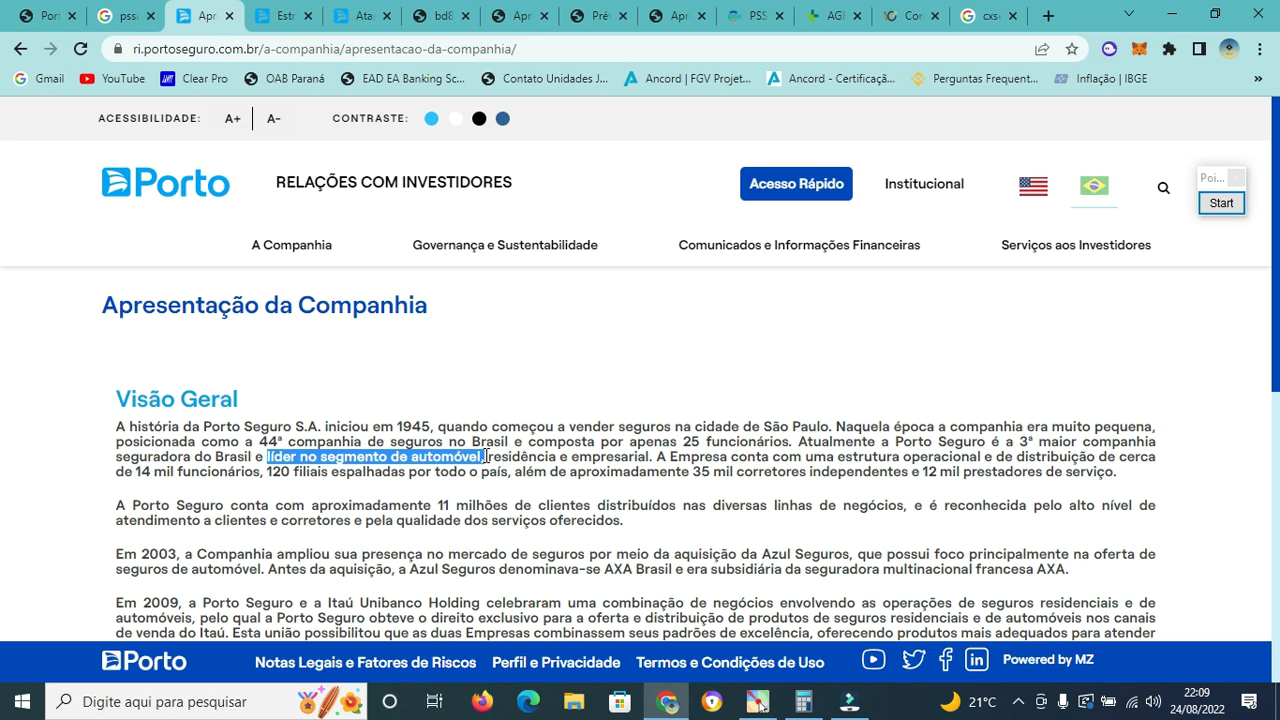 Port
pss
Apr
Estr
Atas
bd8
Apr
Prév
Apr
PSS
AGR
Cor
cxse
ri.portoseguro.com.br/a-companhia/apresentacao-da-companhia/
Gmail
YouTube
Clear Pro
OAB Paraná
EAD EA Banking Sc...
Contato Unidades J...
Ancord | FGV Projet...
Ancord - Certificaçã...
Perguntas Frequent...
Inflação | IBGE
»
ACESSIBILIDADE: A+ A- CONTRASTE:
Porto
RELAÇÕES COM INVESTIDORES
Acesso Rápido
Institucional
Poi...
Start
A Companhia
Governança e Sustentabilidade
Comunicados e Informações Financeiras
Serviços aos Investidores
Apresentação da Companhia
Visão Geral
A história da Porto Seguro S.A. iniciou em 1945, quando começou a vender seguros na cidade de São Paulo. Naquela época a companhia era muito pequena,
posicionada como a 44ª companhia de seguros no Brasil e composta por apenas 25 funcionários. Atualmente a Porto Seguro é a 3ª maior companhia
seguradora do Brasil e líder no segmento de automóvel, residência e empresarial. A Empresa conta com uma estrutura operacional e de distribuição de cerca
de 14 mil funcionários, 120 filiais espalhadas por todo o país, além de aproximadamente 35 mil corretores independentes e 12 mil prestadores de serviço.
A Porto Seguro conta com aproximadamente 11 milhões de clientes distribuídos nas diversas linhas de negócios, e é reconhecida pelo alto nível de
atendimento a clientes e corretores e pela qualidade dos serviços oferecidos.
Em 2003, a Companhia ampliou sua presença no mercado de seguros por meio da aquisição da Azul Seguros, que possui foco principalmente na oferta de
seguros de automóvel. Antes da aquisição, a Azul Seguros denominava-se AXA Brasil e era subsidiária da seguradora multinacional francesa AXA.
Em 2009, a Porto Seguro e a Itaú Unibanco Holding celebraram uma combinação de negócios envolvendo as operações de seguros residenciais e de
automóveis, pelo qual a Porto Seguro obteve o direito exclusivo para a oferta e distribuição de produtos de seguros residenciais e de automóveis nos canais
de venda do Itaú. Esta união possibilitou que as duas Empresas combinassem seus padrões de excelência, oferecendo produtos mais adequados para atender
Porto
Notas Legais e Fatores de Riscos
Perfil e Privacidade
Termos e Condições de Uso
Powered by MZ
Digite aqui para pesquisar
21°C
22:09
24/08/2022